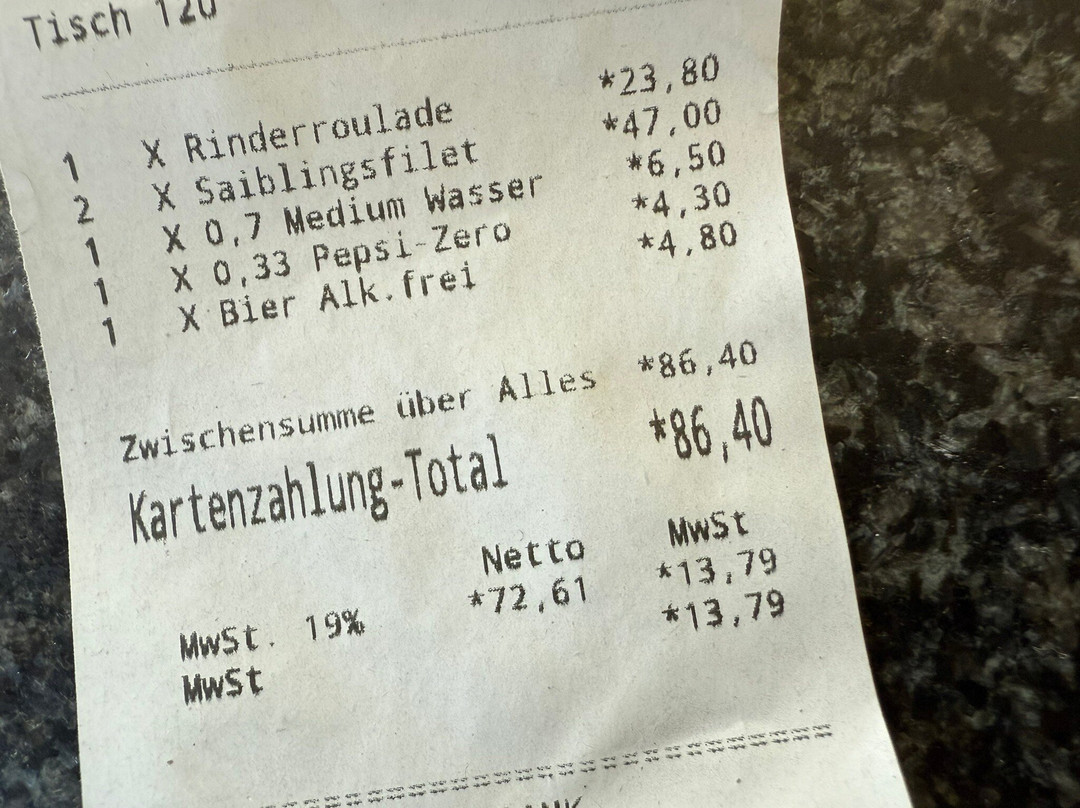 Tisch 120
1 X Rinderroulade *23,80
2 X Saiblingsfilet *47,00
1 X 0,7 Medium Wasser *6,50
1 X 0,33 Pepsi-Zero *4,30
1 X Bier Alk.frei *4,80
Zwischensumme über Alles *86,40
Kartenzahlung-Total *86,40
Netto MwSt
MwSt. 19% *72,61 *13,79
MwSt *13,79